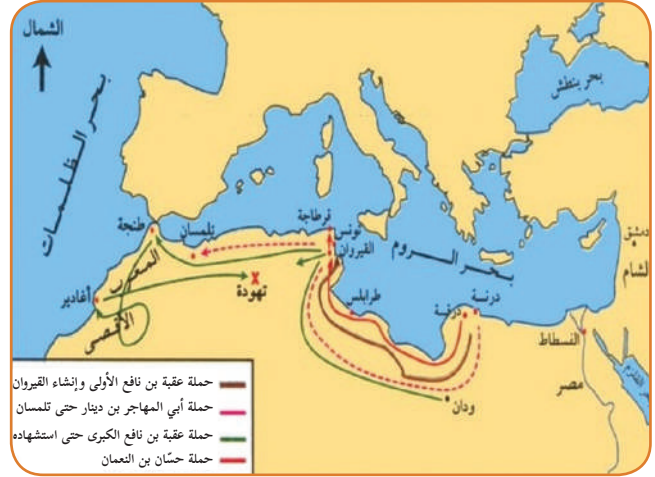 الشمال
بحر الظلمات
بحر بنطش
قرطاجة
تونس
القيروان
تلمسان
طنجة
المغرب
الأقصى
أغادير
تهودة
طرابلس
بحر الروم
درنة
درنة
دمشق
الشام
الفسطاط
مصر
ودان
حملة عقبة بن نافع الأولى وإنشاء القيروان
حملة أبي المهاجر بن دينار حتى تلمسان
حملة عقبة بن نافع الكبرى حتى استشهاده
حملة حسّان بن النعمان